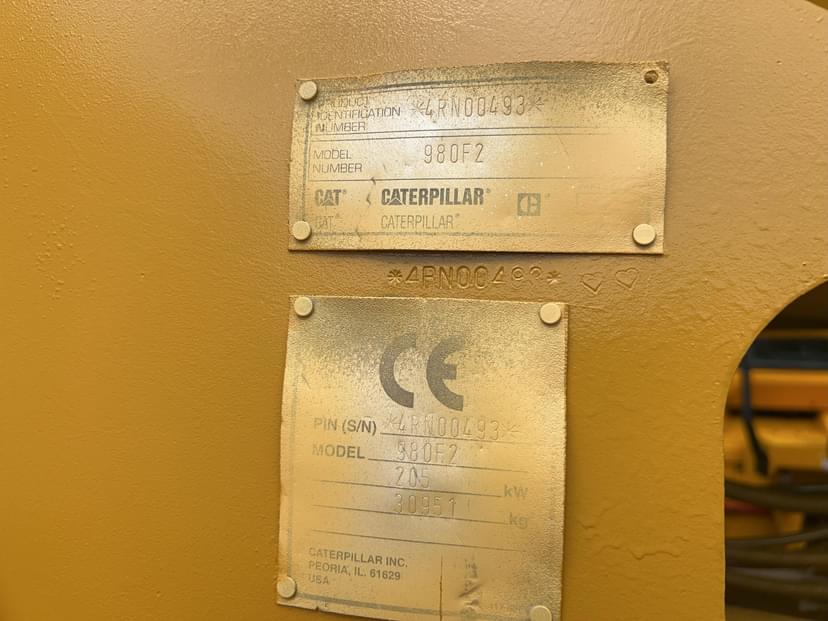 PRODUCT
IDENTIFICATION *4RN00493*
NUMBER
MODEL 980F2
NUMBER
CAT® CATERPILLAR®
CAT® CATERPILLAR®
*4RN00493*
CE
PIN (S/N) *4RN00493*
MODEL 980F2
205 kW
30951 kg
CATERPILLAR INC.
PEORIA, IL. 61629
USA